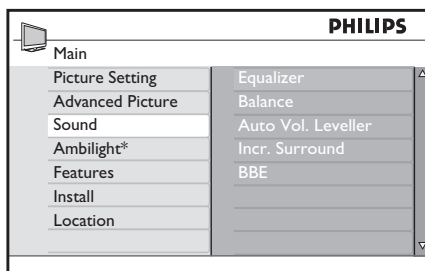 PHILIPS
Main
Picture Setting
Advanced Picture
Sound
Ambilight*
Features
Install
Location
Equalizer
Balance
Auto Vol. Leveller
Incr. Surround
BBE